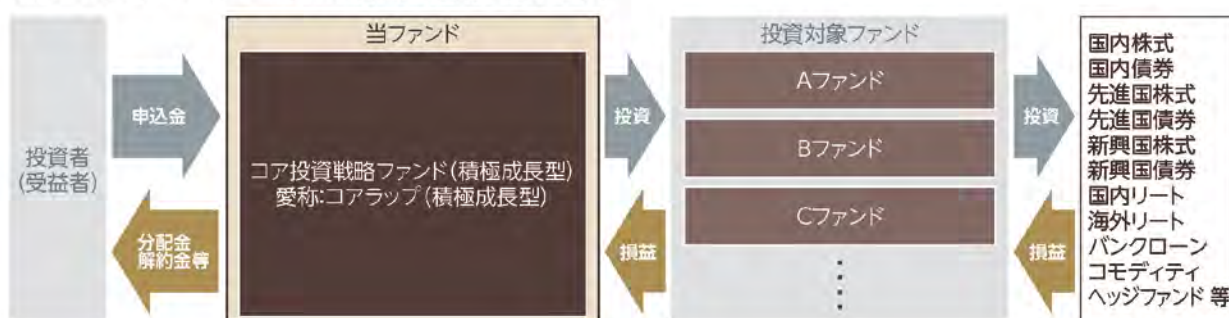 投資者
(受益者)
申込金
分配金
解約金等
当ファンド
コア投資戦略ファンド(積極成長型)
愛称:コアラップ(積極成長型)
投資
損益
投資対象ファンド
Aファンド
Bファンド
Cファンド
投資
損益
国内株式
国内債券
先進国株式
先進国債券
新興国株式
新興国債券
国内リート
海外リート
バンクローン
コモディティ
ヘッジファンド 等